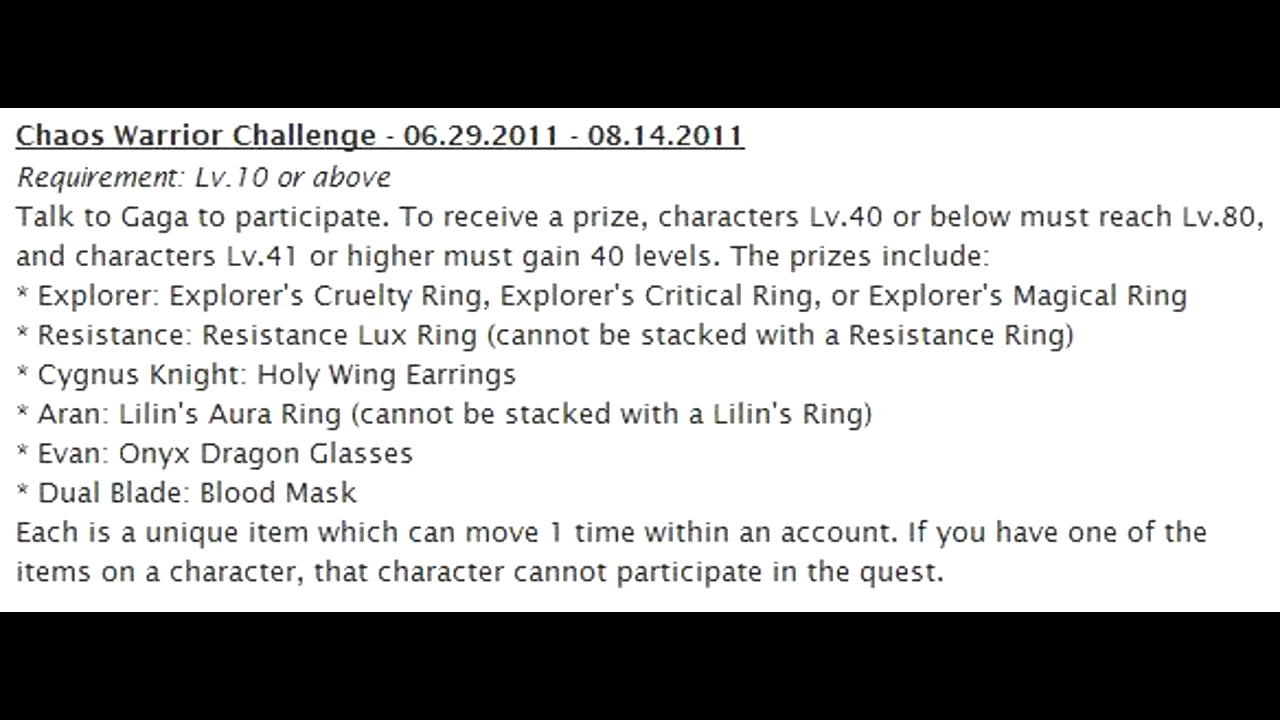 Chaos Warrior Challenge - 06.29.2011 - 08.14.2011
Requirement: Lv.10 or above
Talk to Gaga to participate. To receive a prize, characters Lv.40 or below must reach Lv.80,
and characters Lv.41 or higher must gain 40 levels. The prizes include:
* Explorer: Explorer's Cruelty Ring, Explorer's Critical Ring, or Explorer's Magical Ring
* Resistance: Resistance Lux Ring (cannot be stacked with a Resistance Ring)
* Cygnus Knight: Holy Wing Earrings
* Aran: Lilin's Aura Ring (cannot be stacked with a Lilin's Ring)
* Evan: Onyx Dragon Glasses
* Dual Blade: Blood Mask
Each is a unique item which can move 1 time within an account. If you have one of the
items on a character, that character cannot participate in the quest.